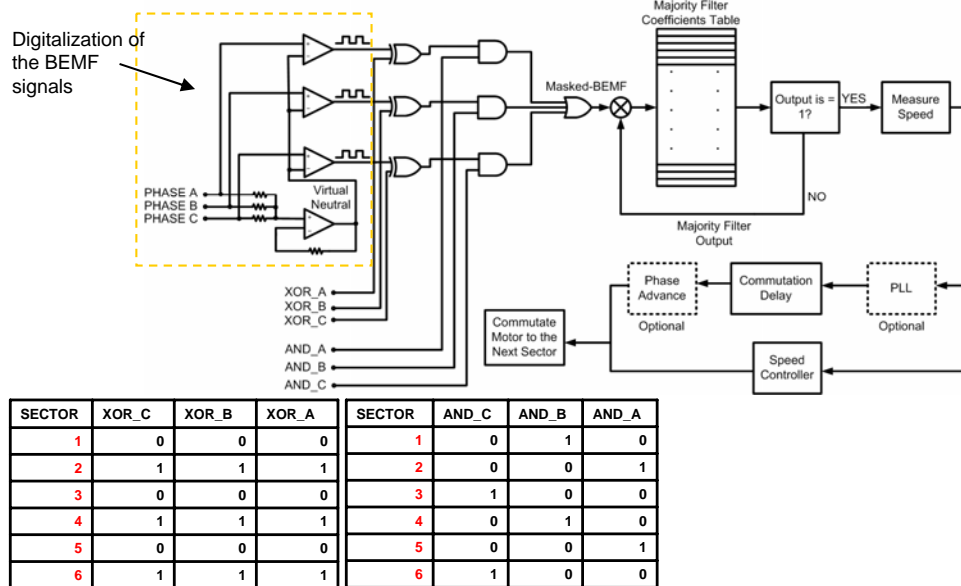 Digitalization of
the BEMF
signals
Majority Filter
Coefficients Table
Masked-BEMF
Output is =
1?
YES
Measure
Speed
NO
Majority Filter
Output
PHASE A
PHASE B
PHASE C
Virtual
Neutral
XOR_A
XOR_B
XOR_C
AND_A
AND_B
AND_C
Phase
Advance
Optional
Commutation
Delay
PLL
Optional
Commutate
Motor to the
Next Sector
Speed
Controller
SECTOR XOR_C XOR_B XOR_A
1 0 0 0
2 1 1 1
3 0 0 0
4 1 1 1
5 0 0 0
6 1 1 1
SECTOR AND_C AND_B AND_A
1 0 1 0
2 0 0 1
3 1 0 0
4 0 1 0
5 0 0 1
6 1 0 0